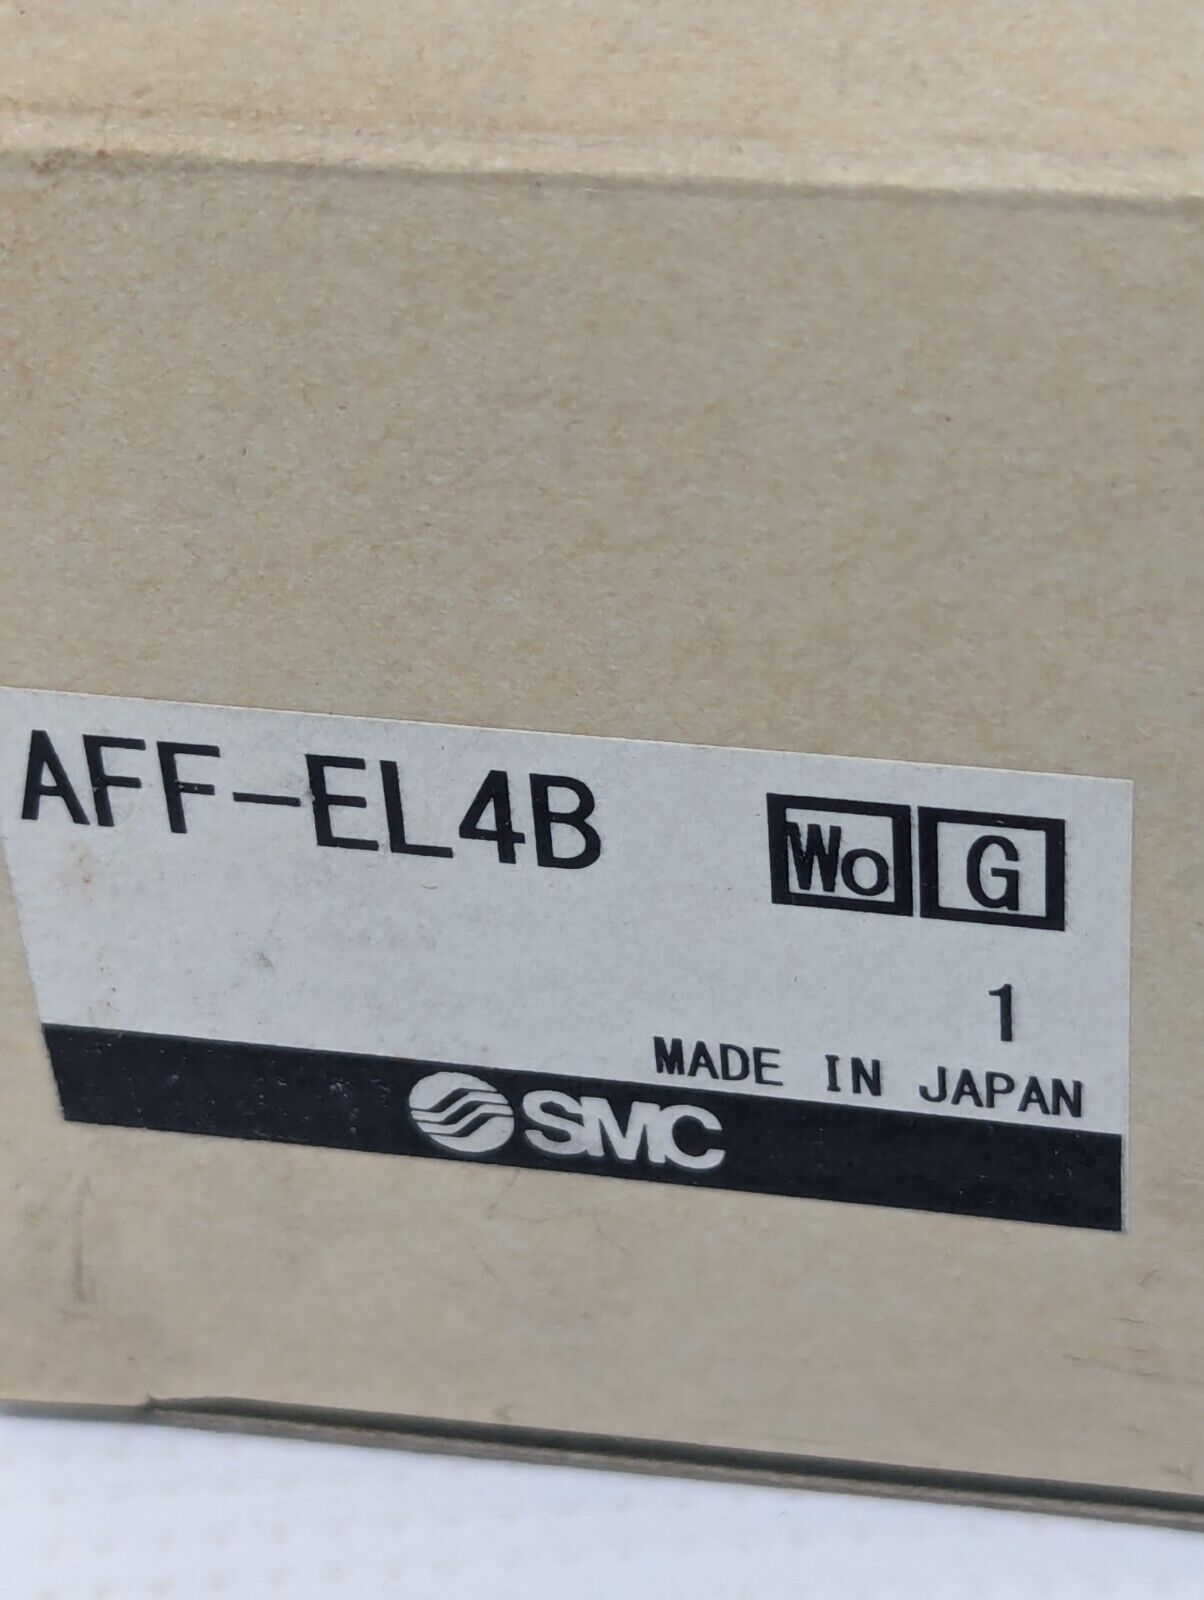 AFF-EL4B Wo G
1
MADE IN JAPAN
SMC